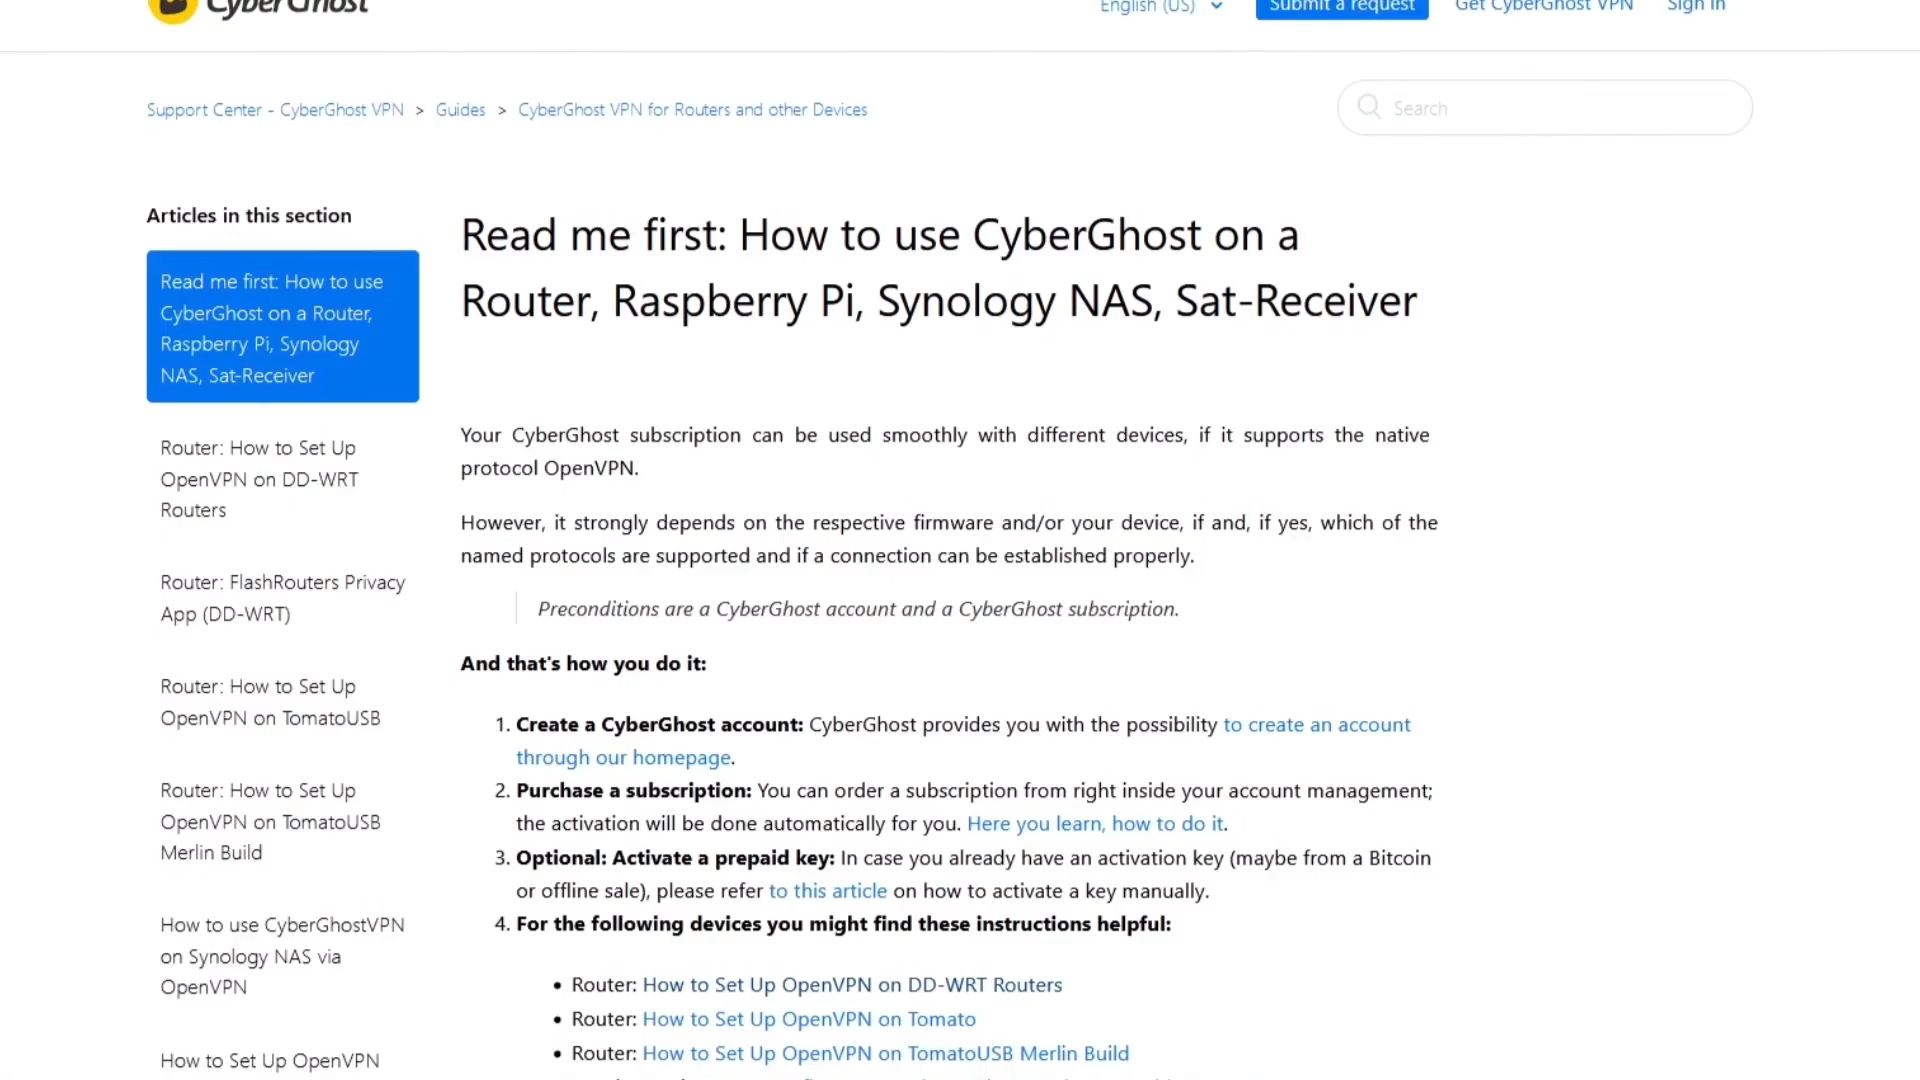 CyberGhost
English (US)
Submit a request
Get CyberGhost VPN
Sign in
Support Center - CyberGhost VPN > Guides > CyberGhost VPN for Routers and other Devices
Search
Articles in this section
Read me first: How to use
CyberGhost on a Router,
Raspberry Pi, Synology
NAS, Sat-Receiver
Router: How to Set Up
OpenVPN on DD-WRT
Routers
Router: FlashRouters Privacy
App (DD-WRT)
Router: How to Set Up
OpenVPN on TomatoUSB
Router: How to Set Up
OpenVPN on TomatoUSB
Merlin Build
How to use CyberGhostVPN
on Synology NAS via
OpenVPN
How to Set Up OpenVPN
Read me first: How to use CyberGhost on a
Router, Raspberry Pi, Synology NAS, Sat-Receiver
Your CyberGhost subscription can be used smoothly with different devices, if it supports the native
protocol OpenVPN.
However, it strongly depends on the respective firmware and/or your device, if and, if yes, which of the
named protocols are supported and if a connection can be established properly.
Preconditions are a CyberGhost account and a CyberGhost subscription.
And that's how you do it:
1. Create a CyberGhost account: CyberGhost provides you with the possibility to create an account
through our homepage.
2. Purchase a subscription: You can order a subscription from right inside your account management;
the activation will be done automatically for you. Here you learn, how to do it.
3. Optional: Activate a prepaid key: In case you already have an activation key (maybe from a Bitcoin
or offline sale), please refer to this article on how to activate a key manually.
4. For the following devices you might find these instructions helpful:
• Router: How to Set Up OpenVPN on DD-WRT Routers
• Router: How to Set Up OpenVPN on Tomato
• Router: How to Set Up OpenVPN on TomatoUSB Merlin Build